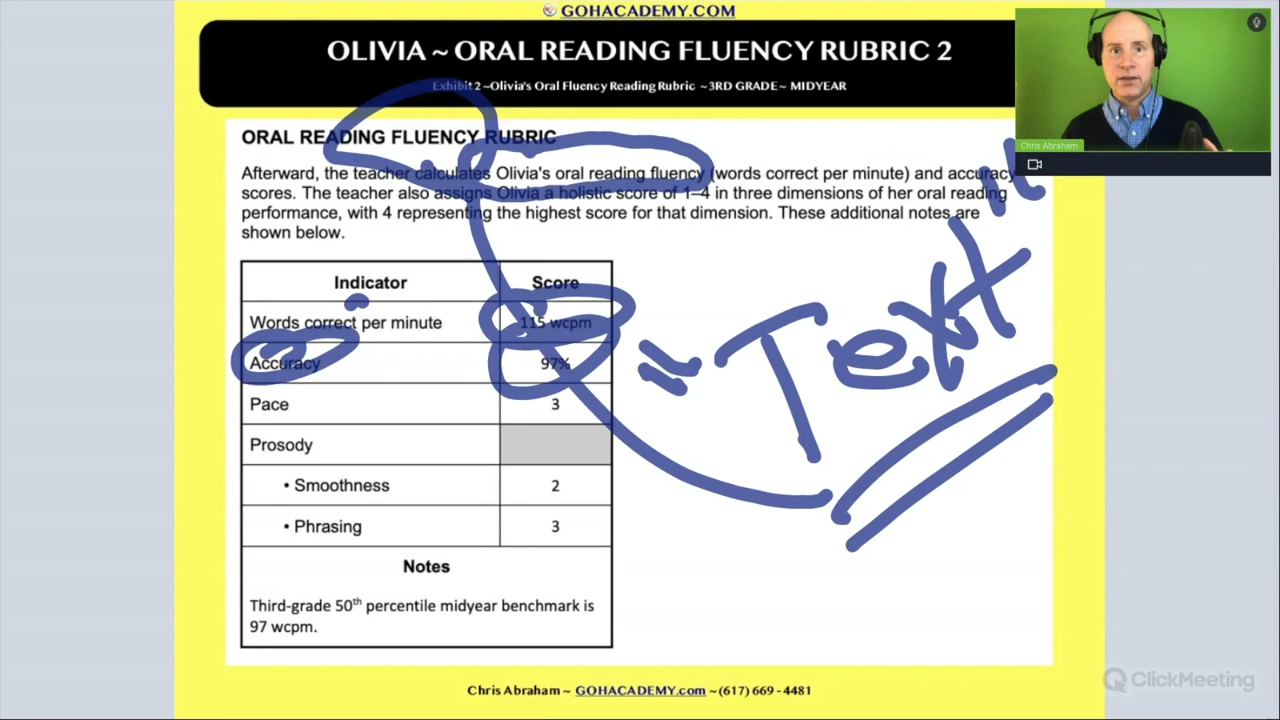 GOHACADEMY.COM
OLIVIA ~ ORAL READING FLUENCY RUBRIC 2
Exhibit 2 ~Olivia's Oral Fluency Reading Rubric ~3RD GRADE~ MIDYEAR
Chris Abraham
ORAL READING FLUENCY RUBRIC
Afterward, the teacher calculates Olivia's oral reading fluency (words correct per minute) and accuracy
scores. The teacher also assigns Olivia a holistic score of 1–4 in three dimensions of her oral reading
performance, with 4 representing the highest score for that dimension. These additional notes are
shown below.
Indicator Score
Words correct per minute 115 wcpm
Accuracy 97%
Pace 3
Prosody
• Smoothness 2
• Phrasing 3
Notes
Third-grade 50th percentile midyear benchmark is
97 wcpm.
"Text"
Chris Abraham ~ GOHACADEMY.com ~(617) 669 - 4481
ClickMeeting